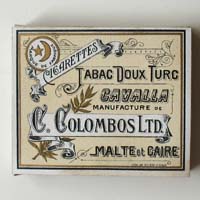 CIGARETTES
TABAC DOUX TURC
CAVALLA
MANUFACTURE DE
C. COLOMBOS LTD.
MALTE et CAIRE